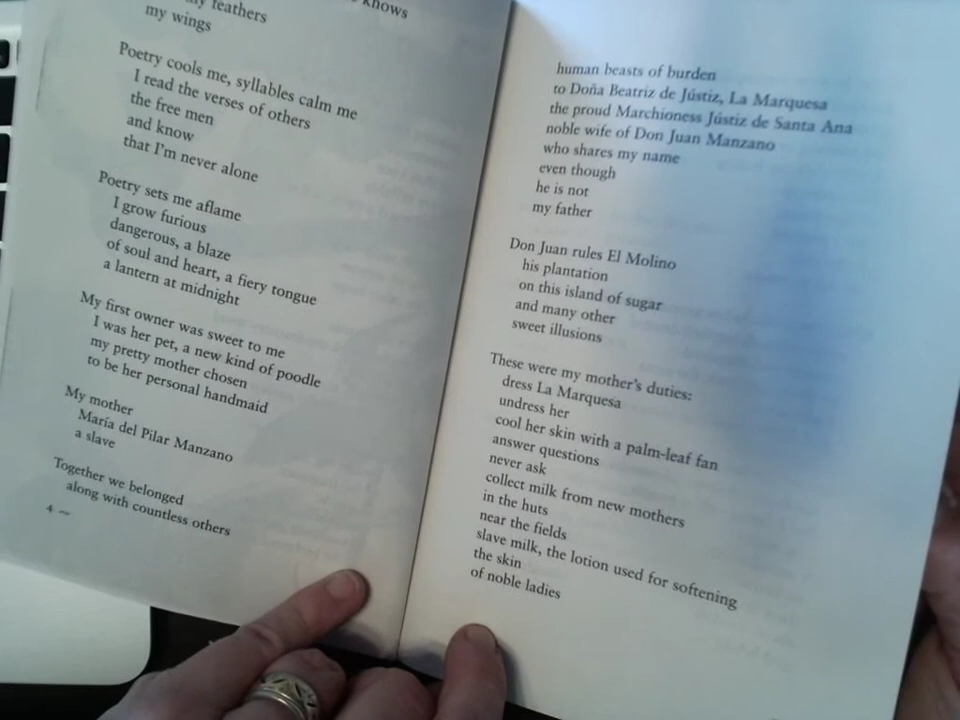 my feathers
knows
my wings
Poetry cools me, syllables calm me
I read the verses of others
the free men
and know
that I'm never alone
Poetry sets me aflame
I grow furious
dangerous, a blaze
of soul and heart, a fiery tongue
a lantern at midnight
My first owner was sweet to me
I was her pet, a new kind of poodle
my pretty mother chosen
to be her personal handmaid
My mother
María del Pilar Manzano
a slave
Together we belonged
along with countless others
4 ~
human beasts of burden
to Doña Beatriz de Jústiz, La Marquesa
the proud Marchioness Jústiz de Santa Ana
noble wife of Don Juan Manzano
who shares my name
even though
he is not
my father
Don Juan rules El Molino
his plantation
on this island of sugar
and many other
sweet illusions
These were my mother's duties:
dress La Marquesa
undress her
cool her skin with a palm-leaf fan
answer questions
never ask
collect milk from new mothers
in the huts
near the fields
slave milk, the lotion used for softening
the skin
of noble ladies